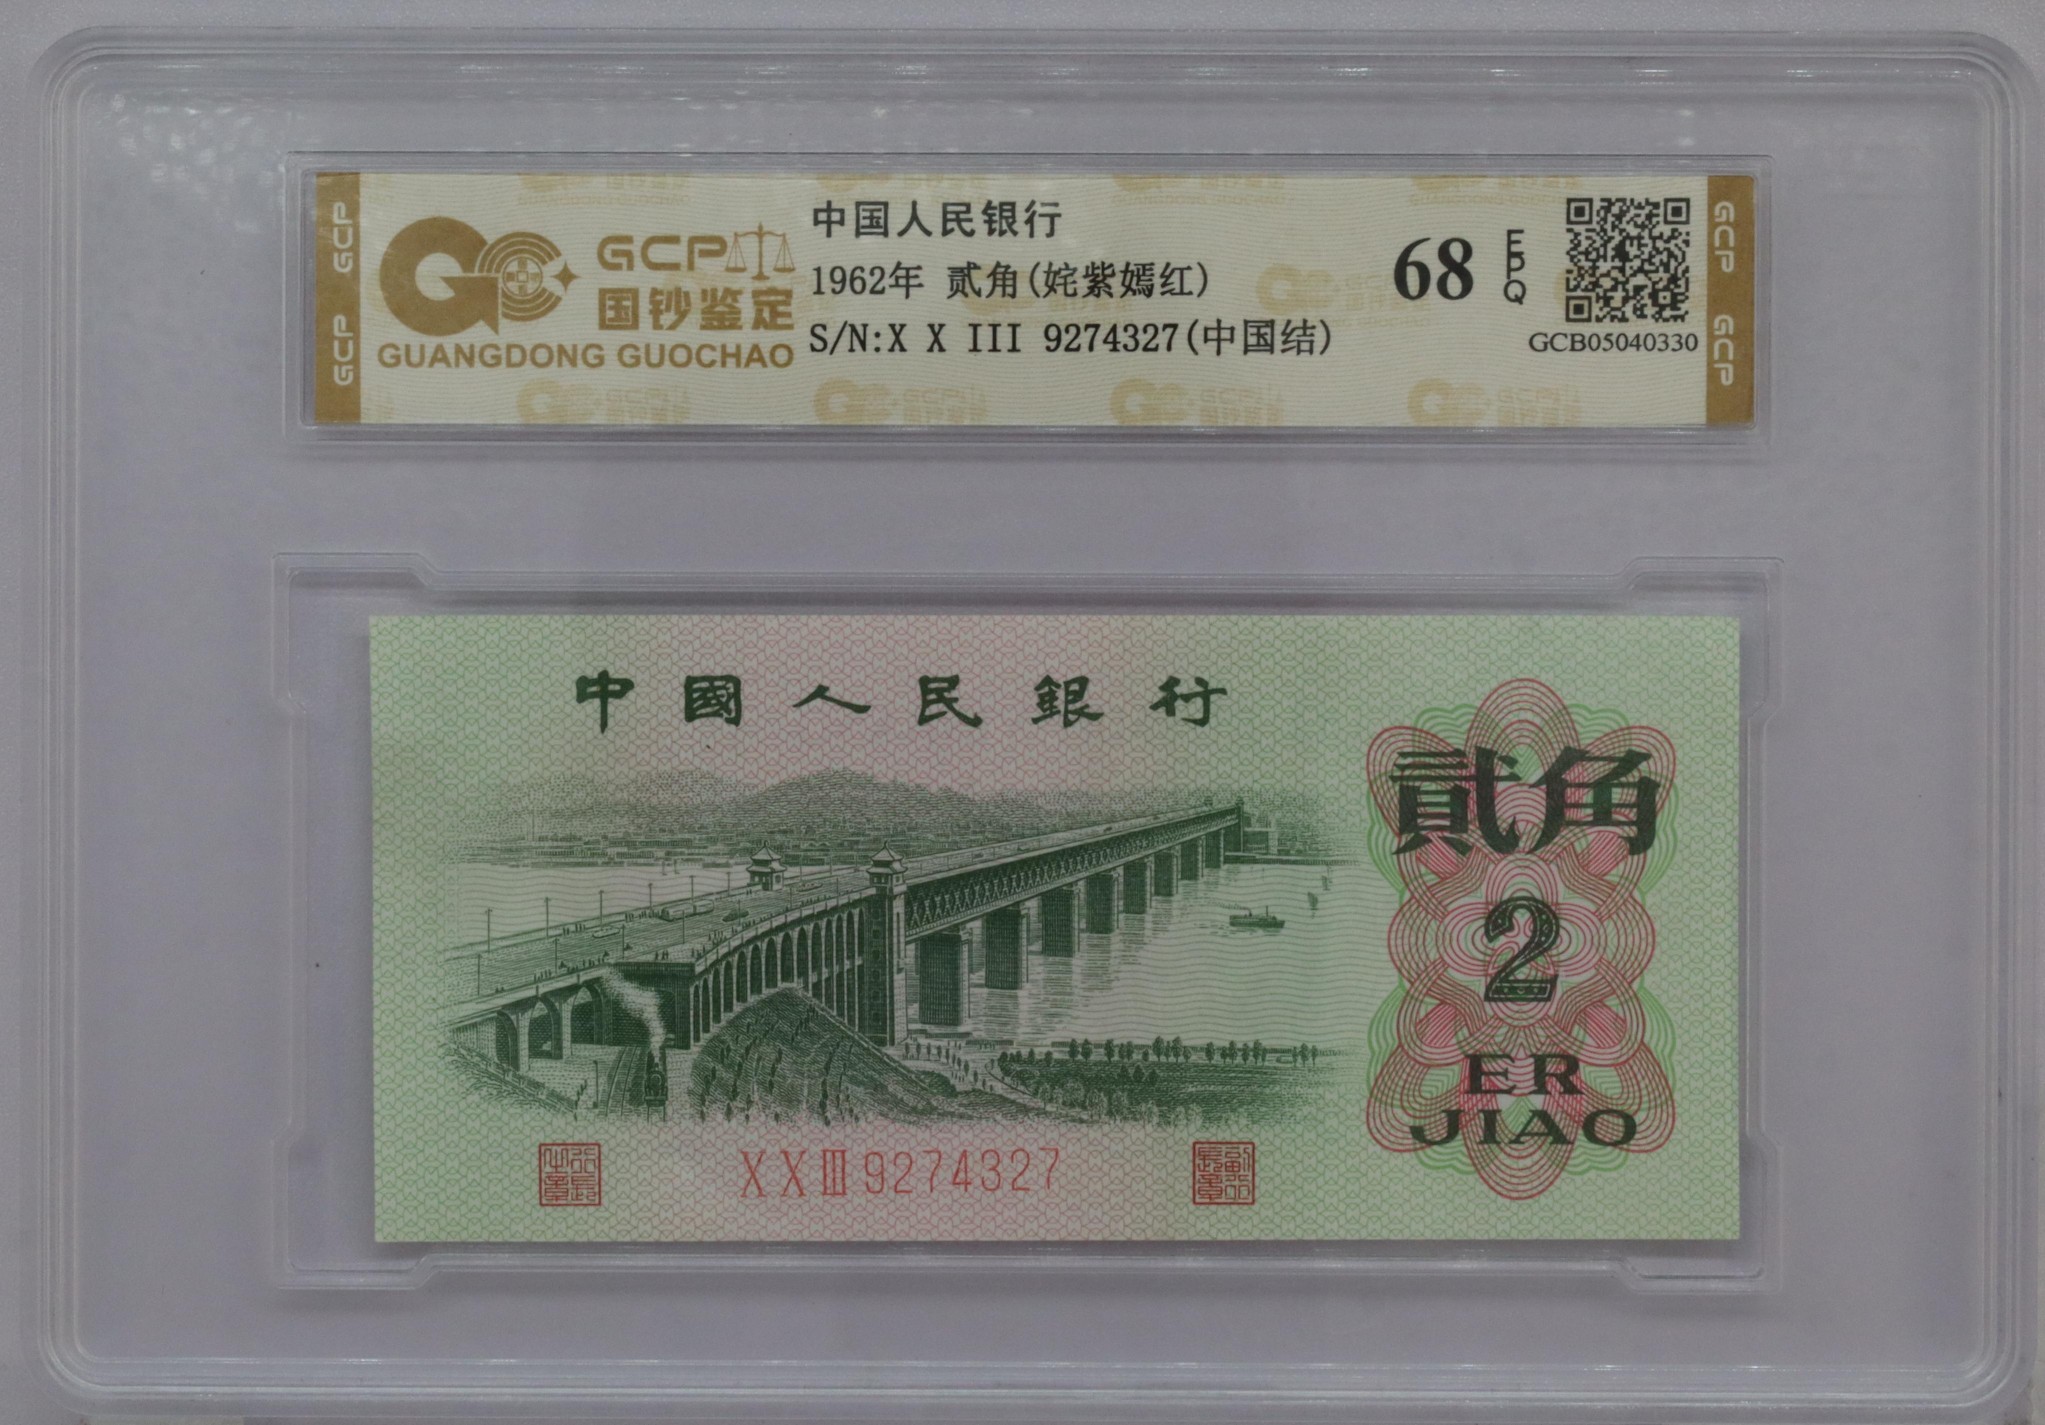 GCP
GCP
GCP
国钞鉴定
GUANGDONG GUOCHAO
中国人民银行
1962年 贰角(姹紫嫣红)
S/N:X X III 9274327(中国结)
68
EPQ
GCB05040330
GCP
GCP
中國人民銀行
貳角
2
ER
JIAO
XXIII9274327